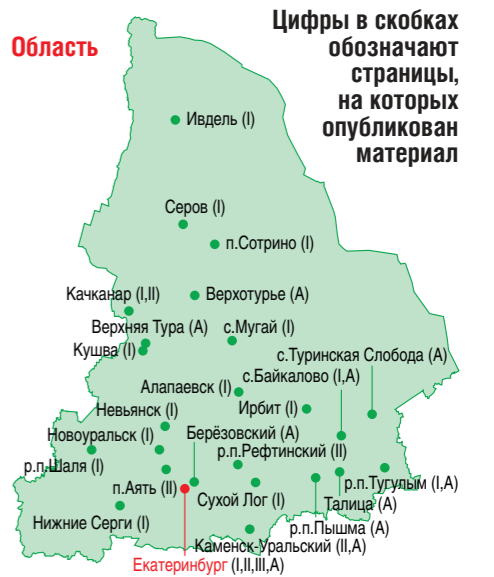 Область
Цифры в скобках
обозначают
страницы,
на которых
опубликован
материал
Ивдель (I)
Серов (I)
п.Сотрино (I)
Качканар (I,II)
Верхотурье (А)
Верхняя Тура (А)
с.Мугай (I)
Кушва (I)
с.Туринская Слобода (А)
с.Байкалово (I,А)
Алапаевск (I)
Невьянск (I)
Ирбит (I)
Новоуральск (I)
Берёзовский (А)
р.п.Рефтинский (II)
р.п.Шаля (I)
п.Аять (II)
Сухой Лог (I)
р.п.Тугулым (I,А)
Талица (А)
Нижние Серги (I)
р.п.Пышма (А)
Каменск-Уральский (II,А)
Екатеринбург (I,II,III,А)